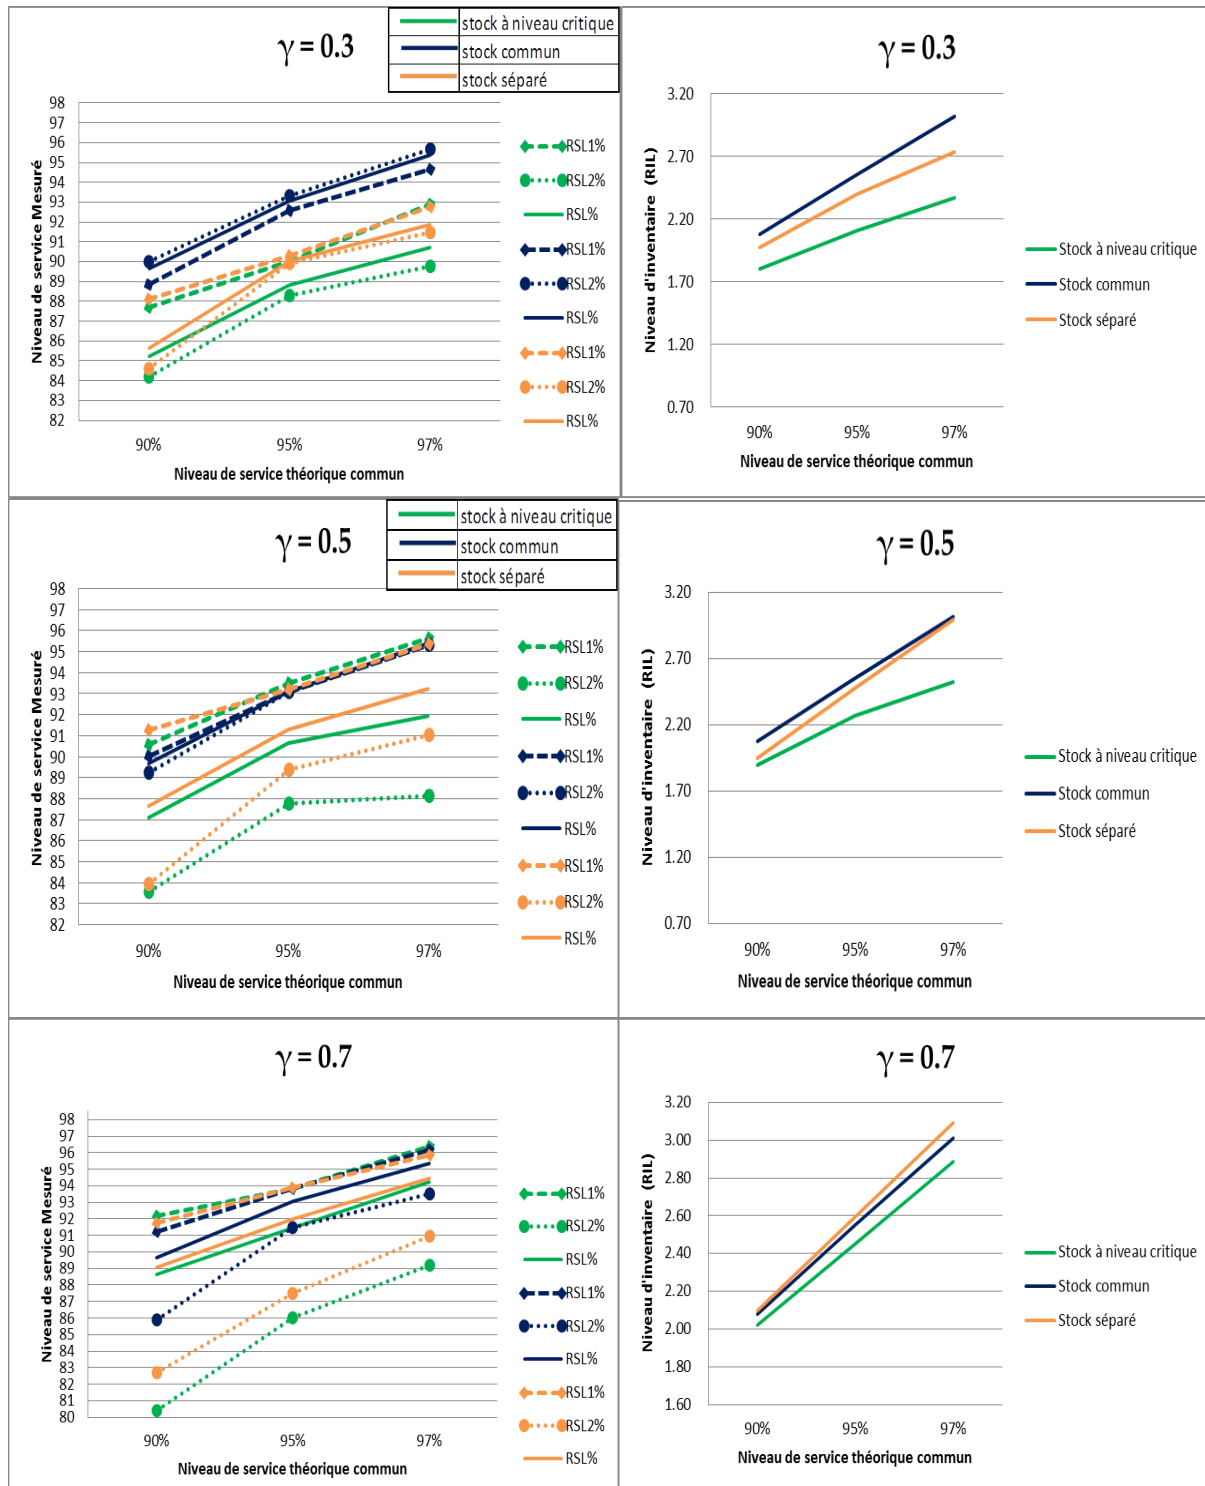 γ = 0.3
stock à niveau critique
stock commun
stock séparé
98
97
96
95
94
93
92
91
90
89
88
87
86
85
84
83
82
Niveau de service Mesuré
90%
95%
97%
Niveau de service théorique commun
RSL1%
RSL2%
RSL%
RSL1%
RSL2%
RSL%
RSL1%
RSL2%
RSL%
γ = 0.3
3.20
2.70
2.20
1.70
1.20
0.70
Niveau d'inventaire (RIL)
90%
95%
97%
Niveau de service théorique commun
Stock à niveau critique
Stock commun
Stock séparé
γ = 0.5
stock à niveau critique
stock commun
stock séparé
98
97
96
95
94
93
92
91
90
89
88
87
86
85
84
83
82
Niveau de service Mesuré
90%
95%
97%
Niveau de service théorique commun
RSL1%
RSL2%
RSL%
RSL1%
RSL2%
RSL%
RSL1%
RSL2%
RSL%
γ = 0.5
3.20
2.70
2.20
1.70
1.20
0.70
Niveau d'inventaire (RIL)
90%
95%
97%
Niveau de service théorique commun
Stock à niveau critique
Stock commun
Stock séparé
γ = 0.7
98
97
96
95
94
93
92
91
90
89
88
87
86
85
84
83
82
81
80
Niveau de service Mesuré
90%
95%
97%
Niveau de service théorique commun
RSL1%
RSL2%
RSL%
RSL1%
RSL2%
RSL%
RSL1%
RSL2%
RSL%
γ = 0.7
3.20
3.00
2.80
2.60
2.40
2.20
2.00
1.80
1.60
Niveau d'inventaire (RIL)
90%
95%
97%
Niveau de service théorique commun
Stock à niveau critique
Stock commun
Stock séparé